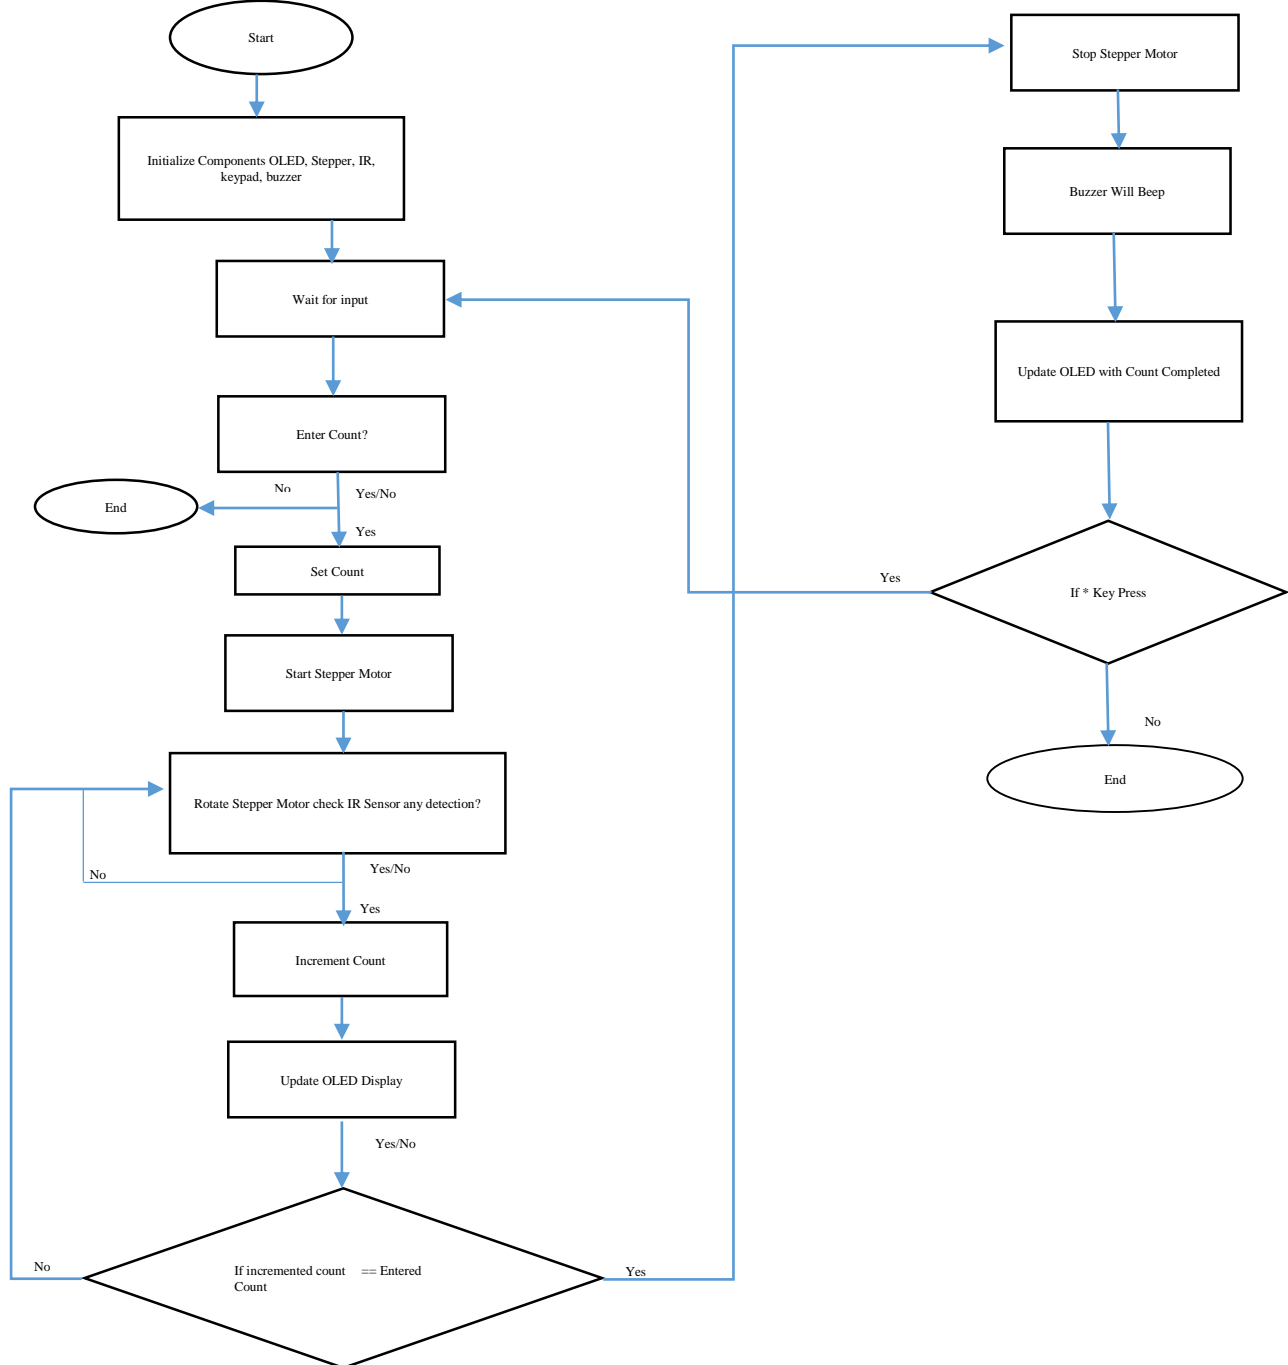 Start
Initialize Components OLED, Stepper, IR,
keypad, buzzer
Wait for input
Enter Count?
No
Yes/No
End
Yes
Set Count
Start Stepper Motor
Rotate Stepper Motor check IR Sensor any detection?
Yes/No
No
Yes
Increment Count
Update OLED Display
Yes/No
No
If incremented count == Entered
Count
Yes
Stop Stepper Motor
Buzzer Will Beep
Update OLED with Count Completed
Yes
If * Key Press
No
End